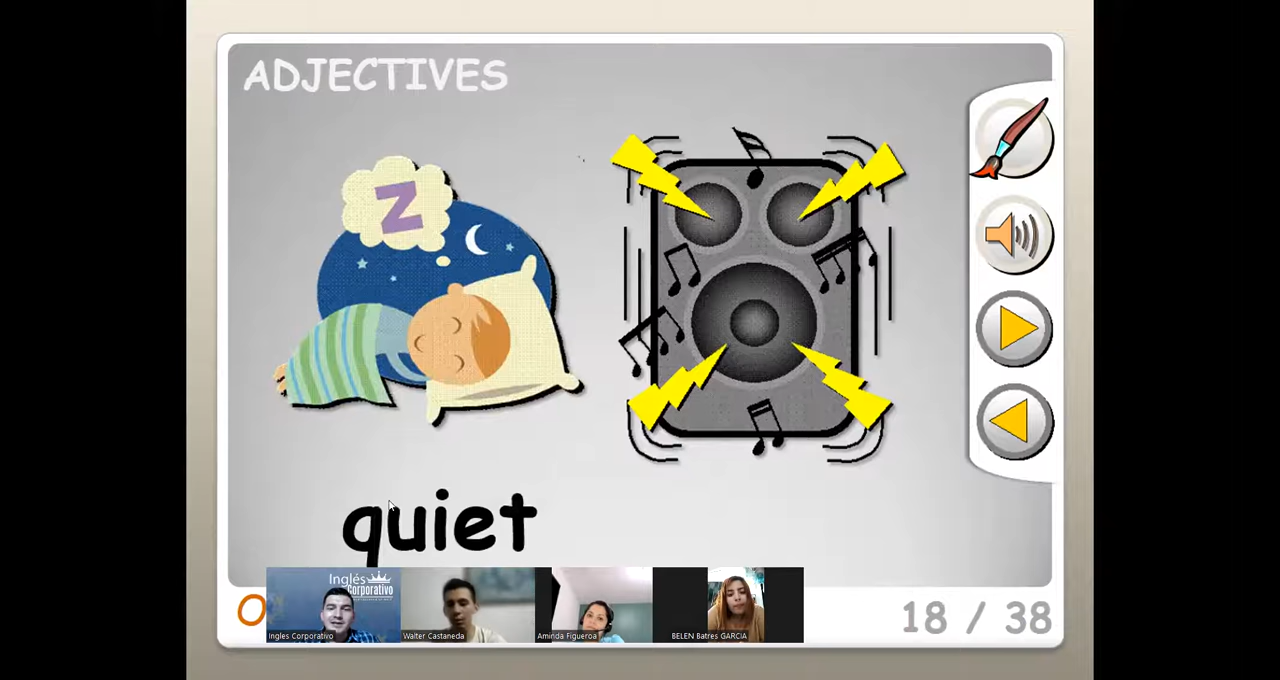 ADJECTIVES
Z
quiet
Inglés
Corporativo
Ingles Corporativo
Walter Castaneda
Aminda Figueroa
BELEN Batres GARCIA
O
18 / 38